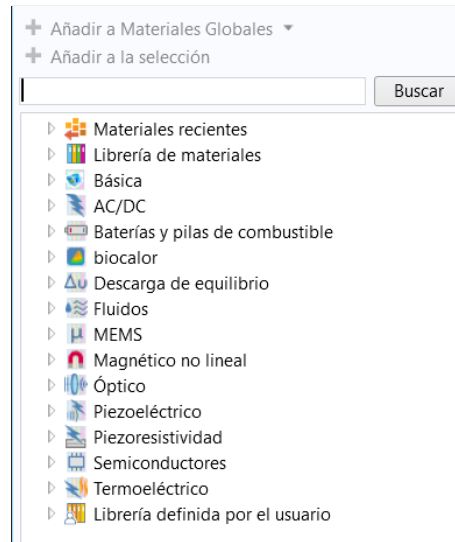 Añadir a Materiales Globales
Añadir a la selección
Buscar
Materiales recientes
Librería de materiales
Básica
AC/DC
Baterías y pilas de combustible
biocalor
Descarga de equilibrio
Fluidos
MEMS
Magnético no lineal
Óptico
Piezoeléctrico
Piezoresistividad
Semiconductores
Termoeléctrico
Librería definida por el usuario